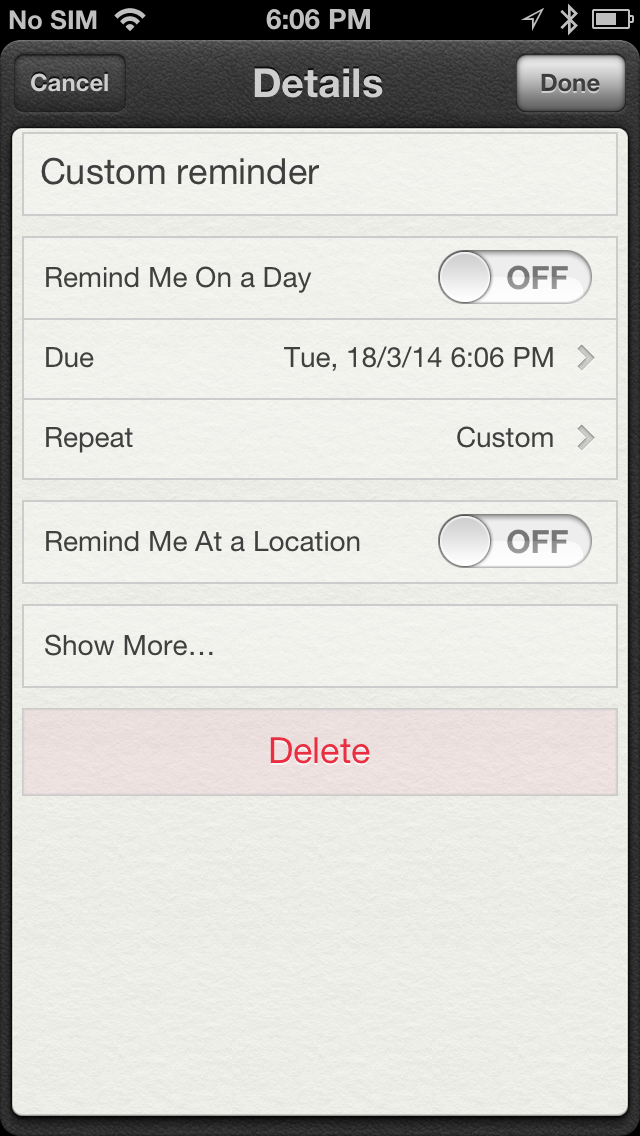 No SIM 6:06 PM
Cancel Details Done
Custom reminder
Remind Me On a Day OFF
Due Tue, 18/3/14 6:06 PM
Repeat Custom
Remind Me At a Location OFF
Show More...
Delete